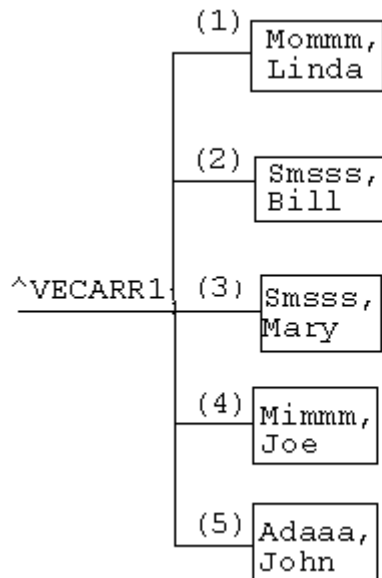 (1)
Mommm,
Linda
(2)
Smsss,
Bill
^VECARR1
(3)
Smsss,
Mary
(4)
Mimmm,
Joe
(5)
Adaaa,
John